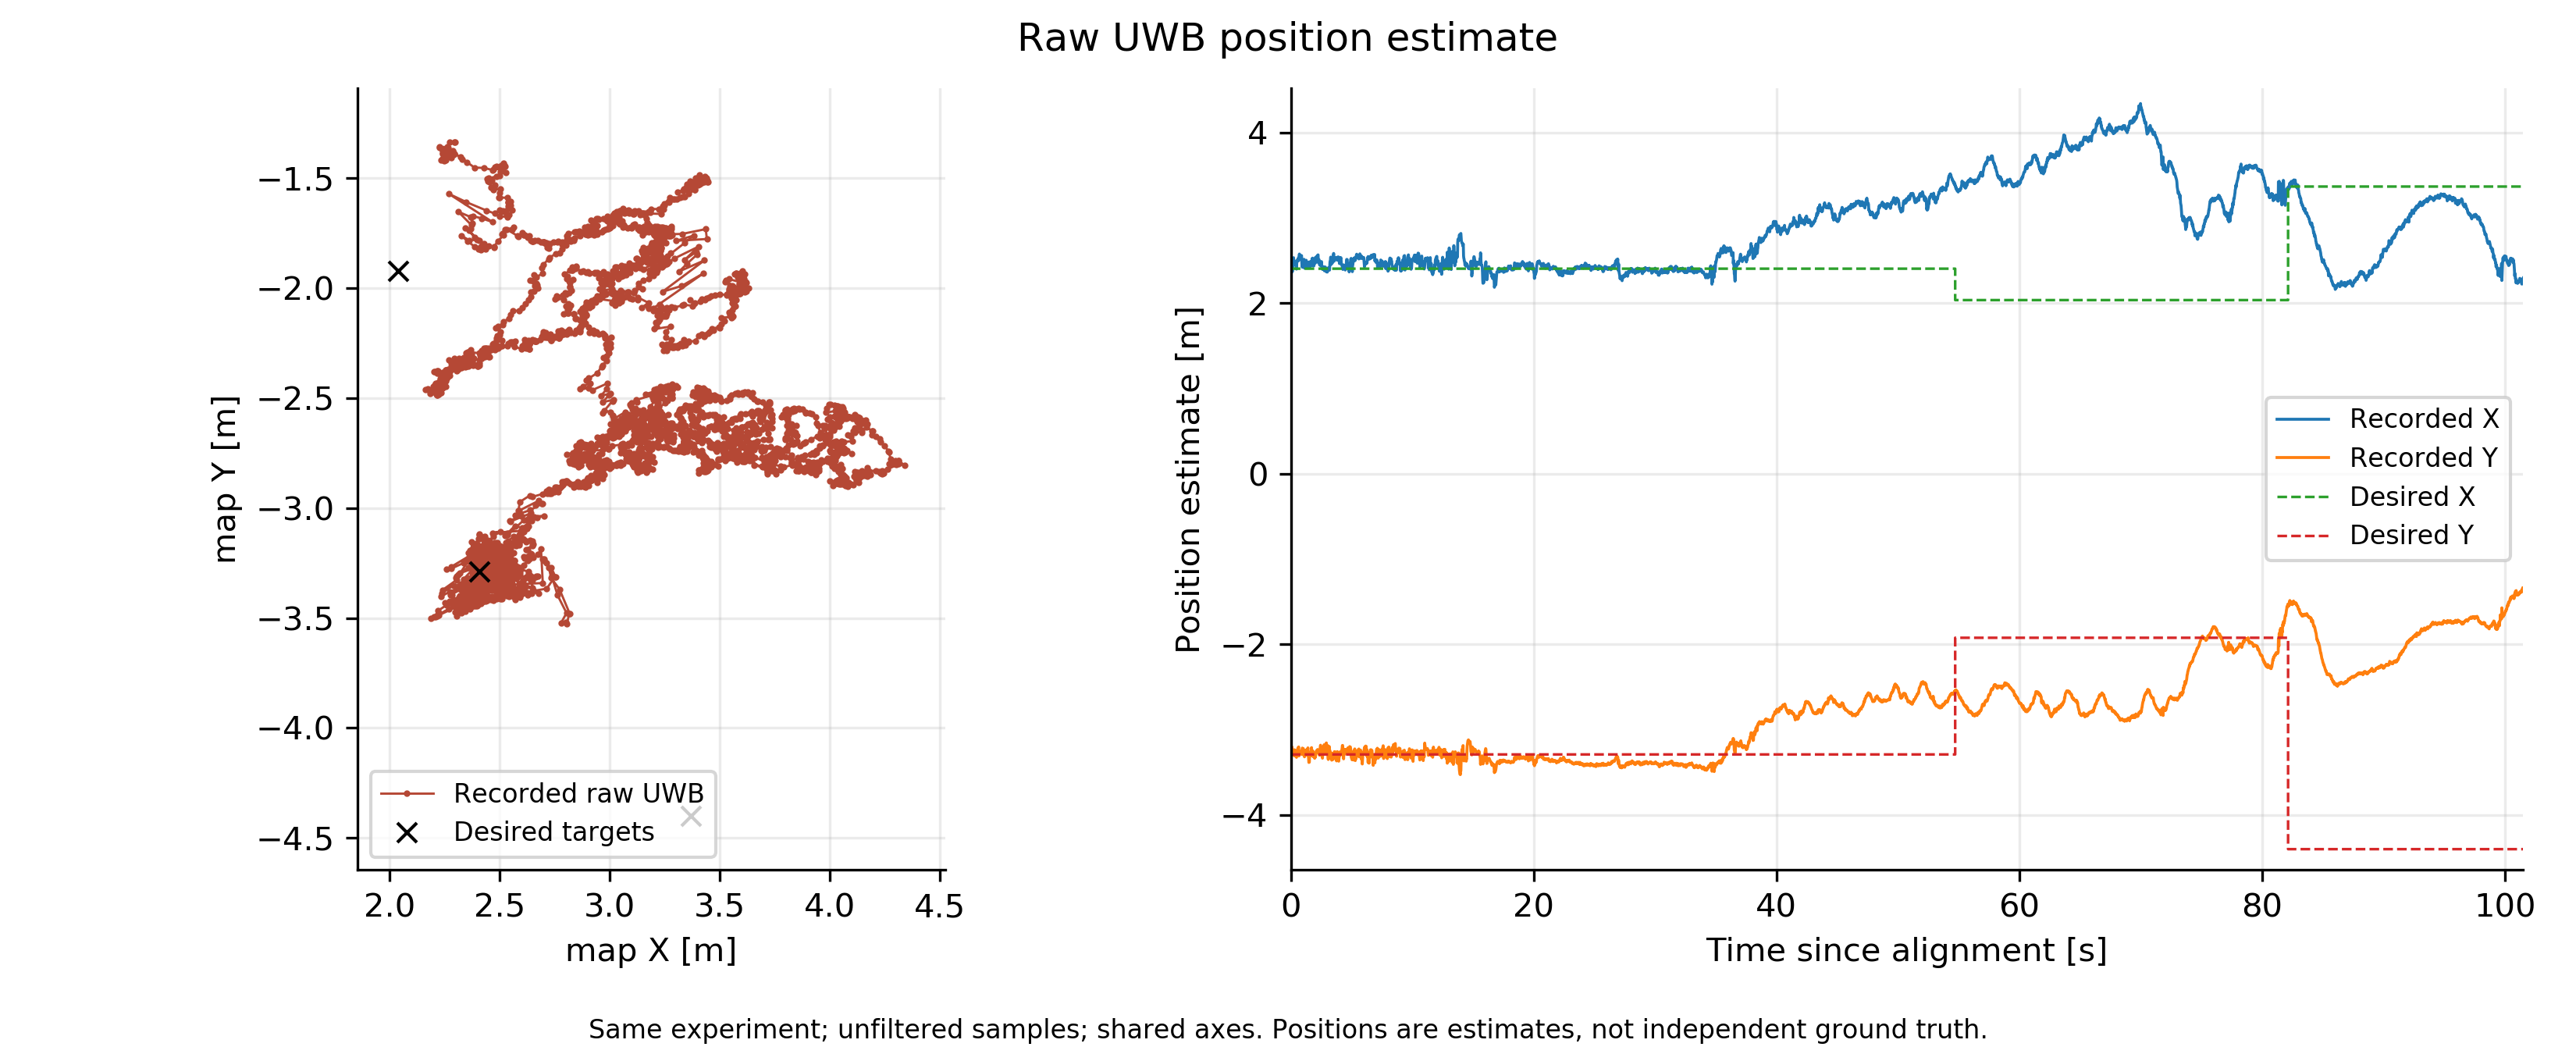 Raw UWB position estimate
map Y [m]
−1.5
−2.0
−2.5
−3.0
−3.5
−4.0
−4.5
Recorded raw UWB
Desired targets
2.0 2.5 3.0 3.5 4.0 4.5
map X [m]
Position estimate [m]
4
2
0
−2
−4
Recorded X
Recorded Y
Desired X
Desired Y
0 20 40 60 80 100
Time since alignment [s]
Same experiment; unfiltered samples; shared axes. Positions are estimates, not independent ground truth.